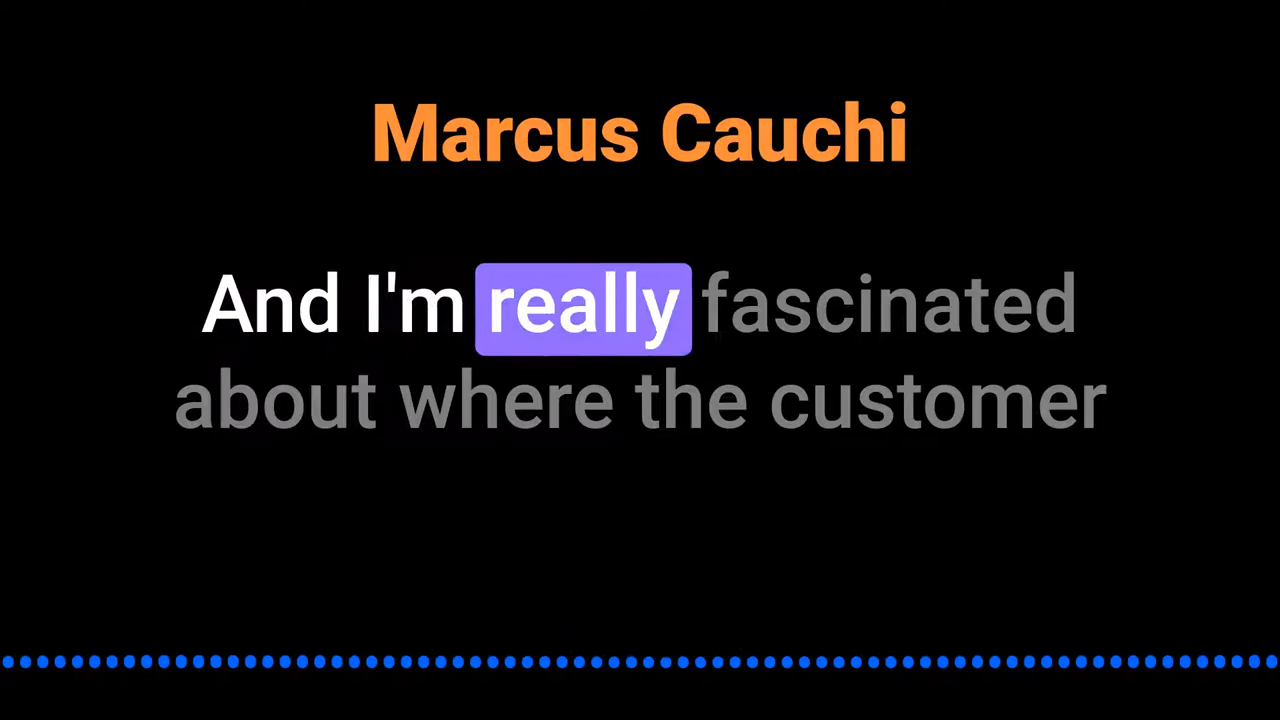 Marcus Cauchi
And I'm really fascinated
about where the customer